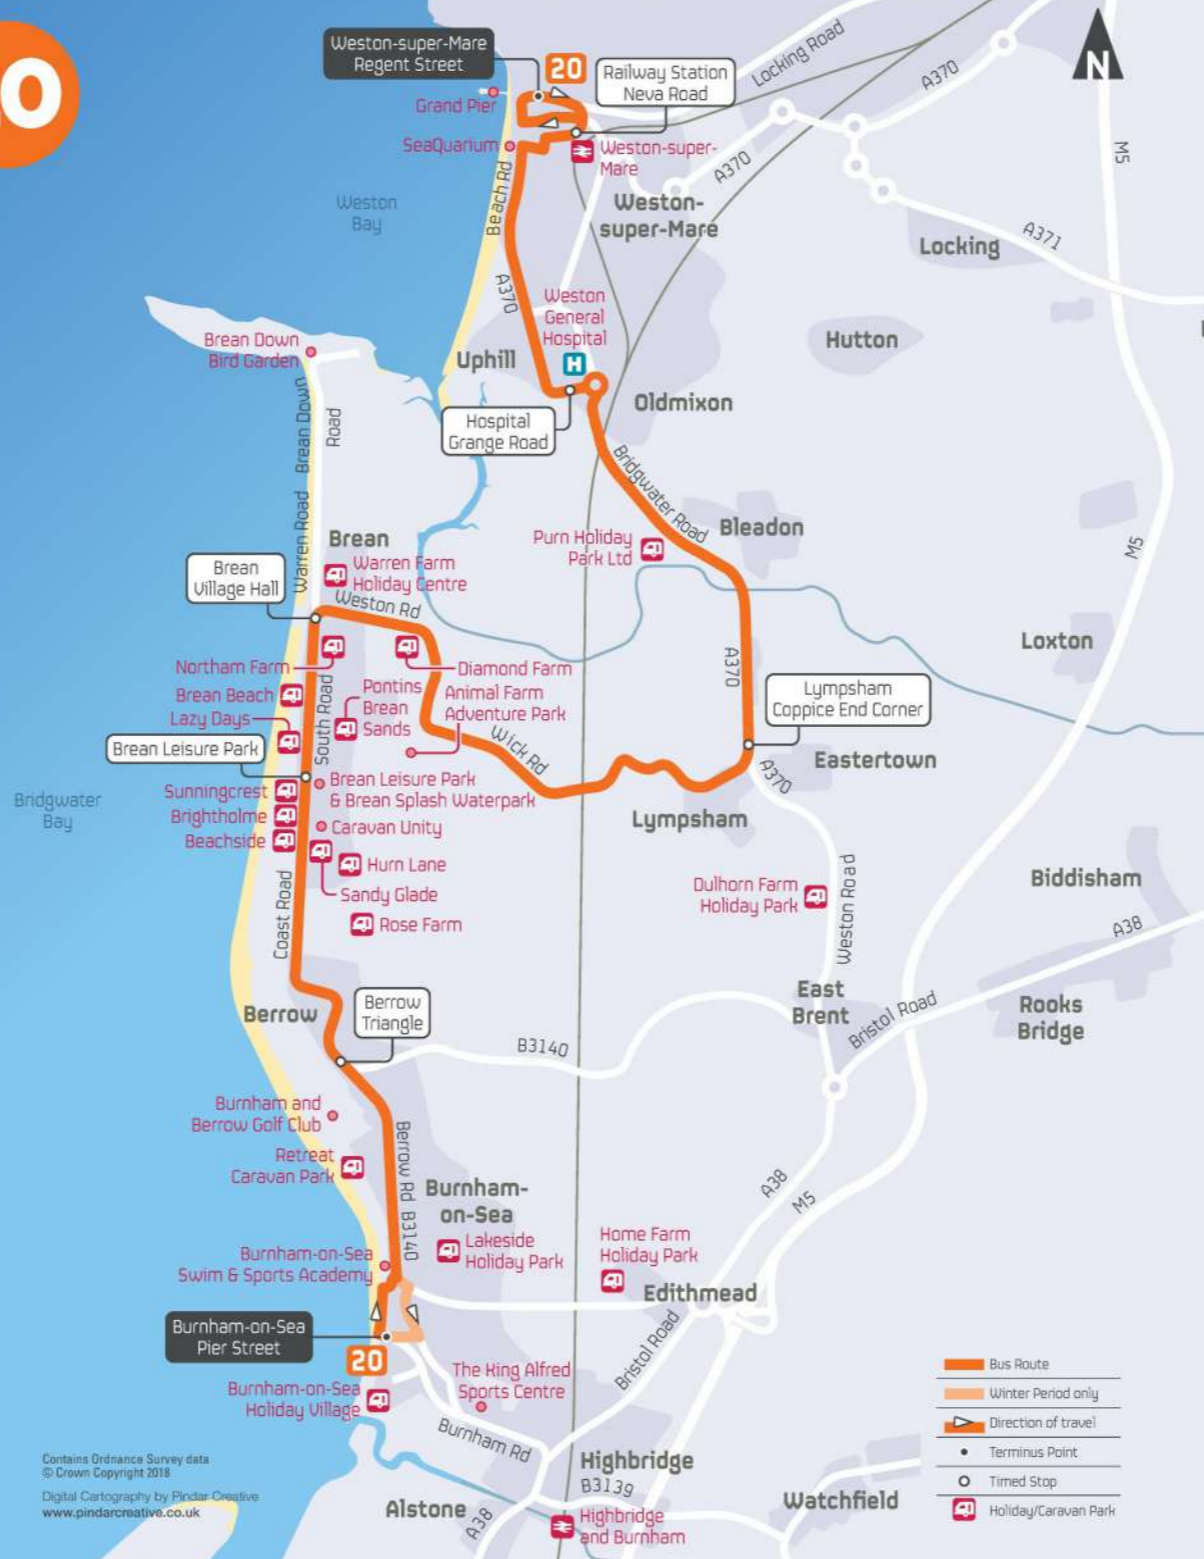 0
Weston-super-Mare
Regent Street
20
Railway Station
Neva Road
Locking Road
A370
N
M5
Grand Pier
SeaQuarium
Weston-super-
Mare
A370
Weston
Bay
Beach Rd
Weston-
super-Mare
Locking
A371
A370
Weston
General
Hospital
H
Brean Down
Bird Garden
Uphill
Hutton
Oldmixon
Hospital
Grange Road
Brean Down
Road
Warren Road
Bridgwater Road
Bleadon
Purn Holiday
Park Ltd
M5
Brean
Warren Farm
Holiday Centre
Brean
Village Hall
Weston Rd
Loxton
Northam Farm
Diamond Farm
Brean Beach
Pontins
Brean
Sands
Animal Farm
Adventure Park
Lazy Days
South Road
A370
Lympsham
Coppice End Corner
Brean Leisure Park
Wick Rd
Eastertown
A370
Bridgwater
Bay
Sunningcrest
Brean Leisure Park
& Brean Splash Waterpark
Brightholme
Caravan Unity
Lympsham
Beachside
Hurn Lane
Sandy Glade
Rose Farm
Coast Road
Dulhorn Farm
Holiday Park
Weston Road
Biddisham
A38
Berrow
Berrow
Triangle
East
Brent
Bristol Road
Rooks
Bridge
B3140
Burnham and
Berrow Golf Club
Retreat
Caravan Park
Berrow Rd B3140
Burnham-
on-Sea
A38
M5
Lakeside
Holiday Park
Home Farm
Holiday Park
Burnham-on-Sea
Swim & Sports Academy
Edithmead
Burnham-on-Sea
Pier Street
20
Bristol Road
The King Alfred
Sports Centre
Burnham-on-Sea
Holiday Village
Burnham Rd
Highbridge
B3139
Alstone
A38
Highbridge
and Burnham
Watchfield
Bus Route
Winter Period only
Direction of travel
Terminus Point
Timed Stop
Holiday/Caravan Park
Contains Ordnance Survey data
© Crown Copyright 2018
Digital Cartography by Pindar Creative
www.pindarcreative.co.uk